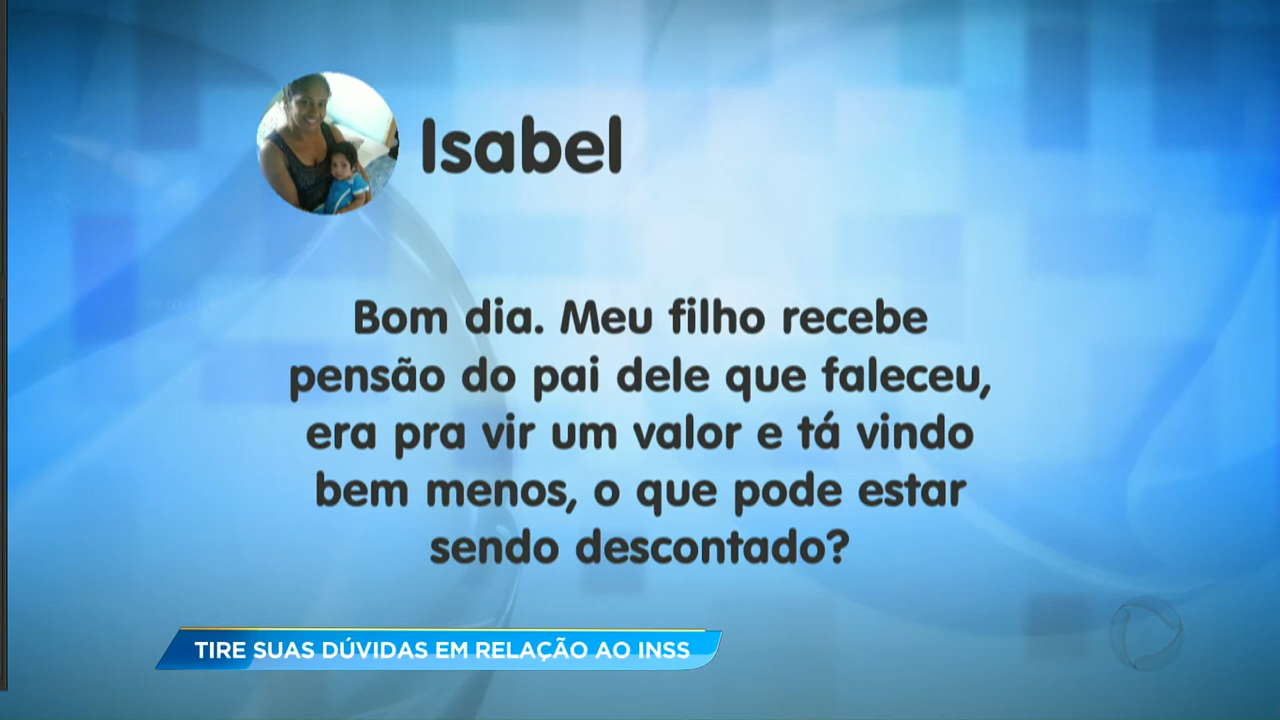 Isabel
Bom dia. Meu filho recebe
pensão do pai dele que faleceu,
era pra vir um valor e tá vindo
bem menos, o que pode estar
sendo descontado?
TIRE SUAS DÚVIDAS EM RELAÇÃO AO INSS